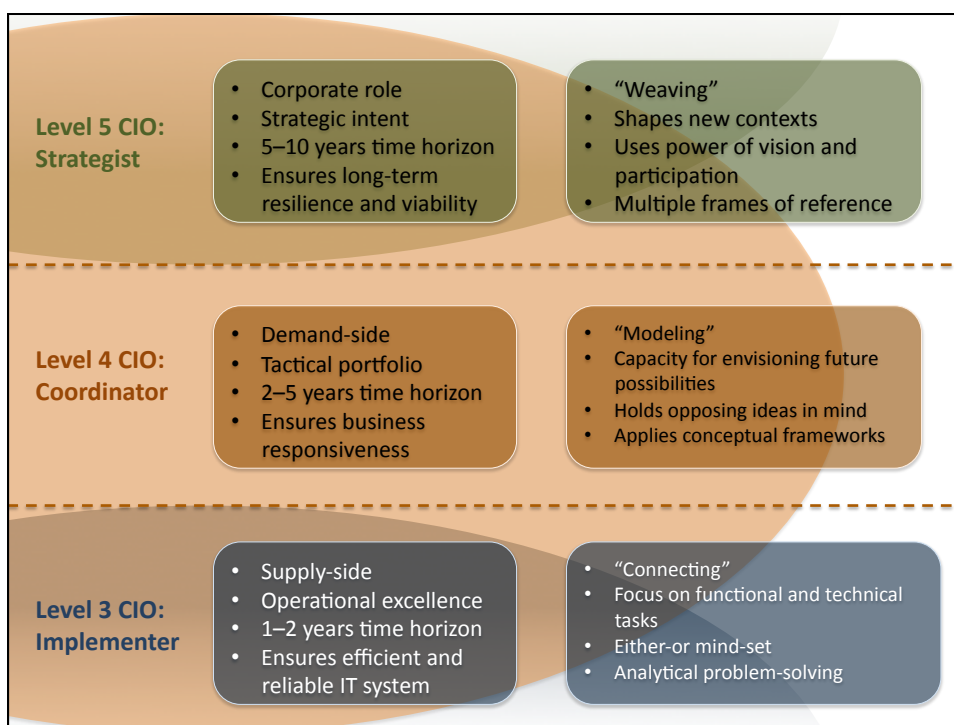 Level 5 CIO:
Strategist
• Corporate role
• Strategic intent
• 5–10 years time horizon
• Ensures long-term
resilience and viability
• “Weaving”
• Shapes new contexts
• Uses power of vision and
participation
• Multiple frames of reference
Level 4 CIO:
Coordinator
• Demand-side
• Tactical portfolio
• 2–5 years time horizon
• Ensures business
responsiveness
• “Modeling”
• Capacity for envisioning future
possibilities
• Holds opposing ideas in mind
• Applies conceptual frameworks
Level 3 CIO:
Implementer
• Supply-side
• Operational excellence
• 1–2 years time horizon
• Ensures efficient and
reliable IT system
• “Connecting”
• Focus on functional and technical
tasks
• Either-or mind-set
• Analytical problem-solving